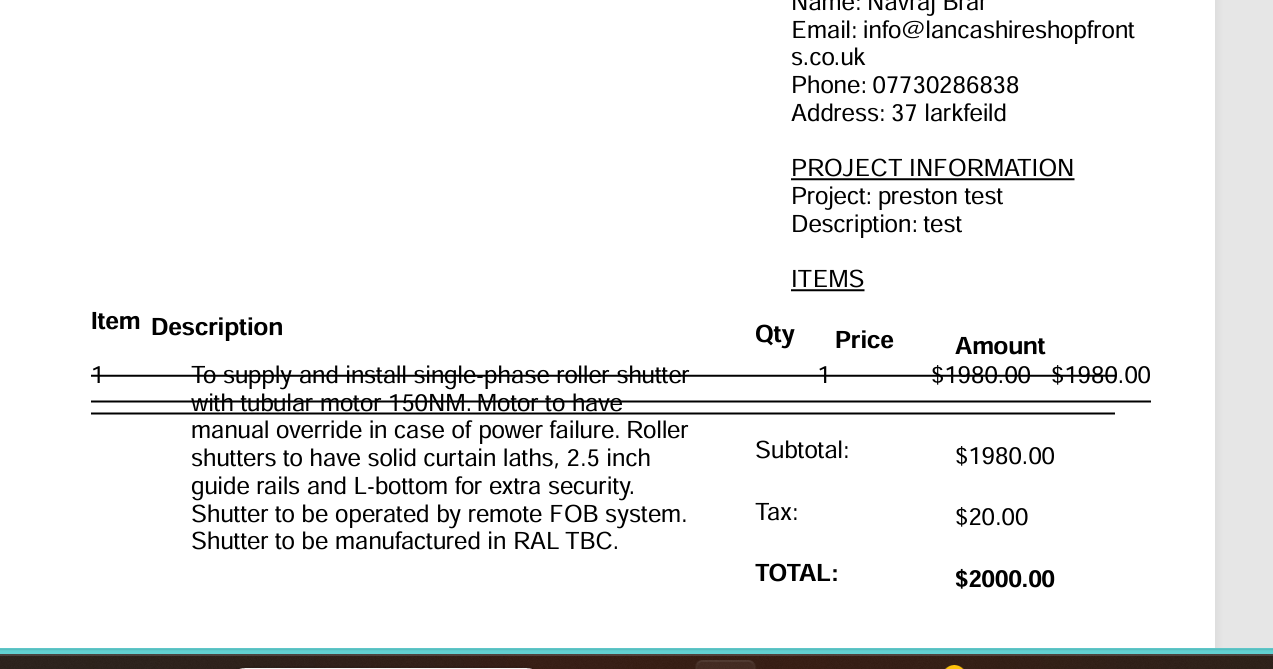 Name: Navraj Brar
Email: info@lancashireshopfront
s.co.uk
Phone: 07730286838
Address: 37 larkfeild
PROJECT INFORMATION
Project: preston test
Description: test
ITEMS
Item Description Qty Price Amount
1 To supply and install single-phase roller shutter 1 $1980.00 $1980.00
with tubular motor 150NM. Motor to have
manual override in case of power failure. Roller
shutters to have solid curtain laths, 2.5 inch
guide rails and L-bottom for extra security.
Shutter to be operated by remote FOB system.
Shutter to be manufactured in RAL TBC.
Subtotal: $1980.00
Tax: $20.00
TOTAL: $2000.00